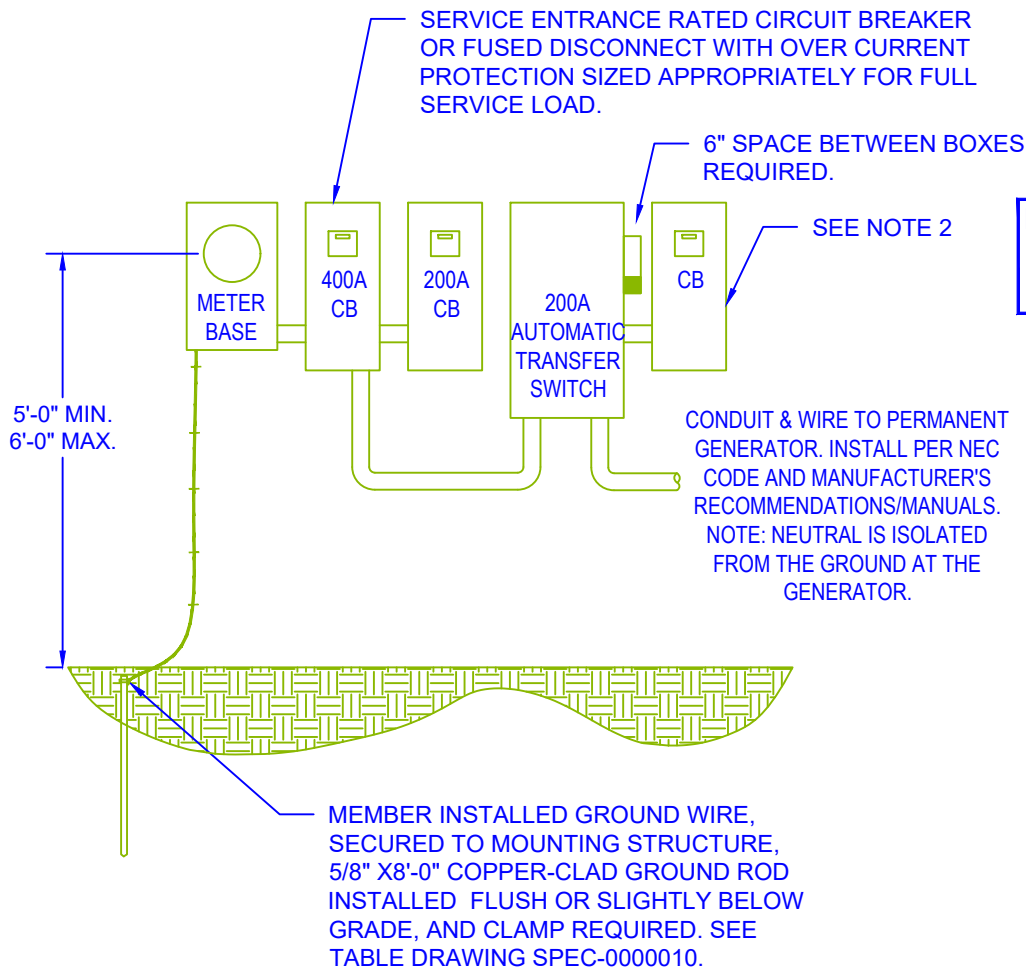 SERVICE ENTRANCE RATED CIRCUIT BREAKER
OR FUSED DISCONNECT WITH OVER CURRENT
PROTECTION SIZED APPROPRIATELY FOR FULL
SERVICE LOAD.
6" SPACE BETWEEN BOXES
REQUIRED.
SEE NOTE 2
METER
BASE
400A
CB
200A
CB
200A
AUTOMATIC
TRANSFER
SWITCH
CB
5'-0" MIN.
6'-0" MAX.
CONDUIT & WIRE TO PERMANENT
GENERATOR. INSTALL PER NEC
CODE AND MANUFACTURER'S
RECOMMENDATIONS/MANUALS.
NOTE: NEUTRAL IS ISOLATED
FROM THE GROUND AT THE
GENERATOR.
MEMBER INSTALLED GROUND WIRE,
SECURED TO MOUNTING STRUCTURE,
5/8" X8'-0" COPPER-CLAD GROUND ROD
INSTALLED FLUSH OR SLIGHTLY BELOW
GRADE, AND CLAMP REQUIRED. SEE
TABLE DRAWING SPEC-0000010.